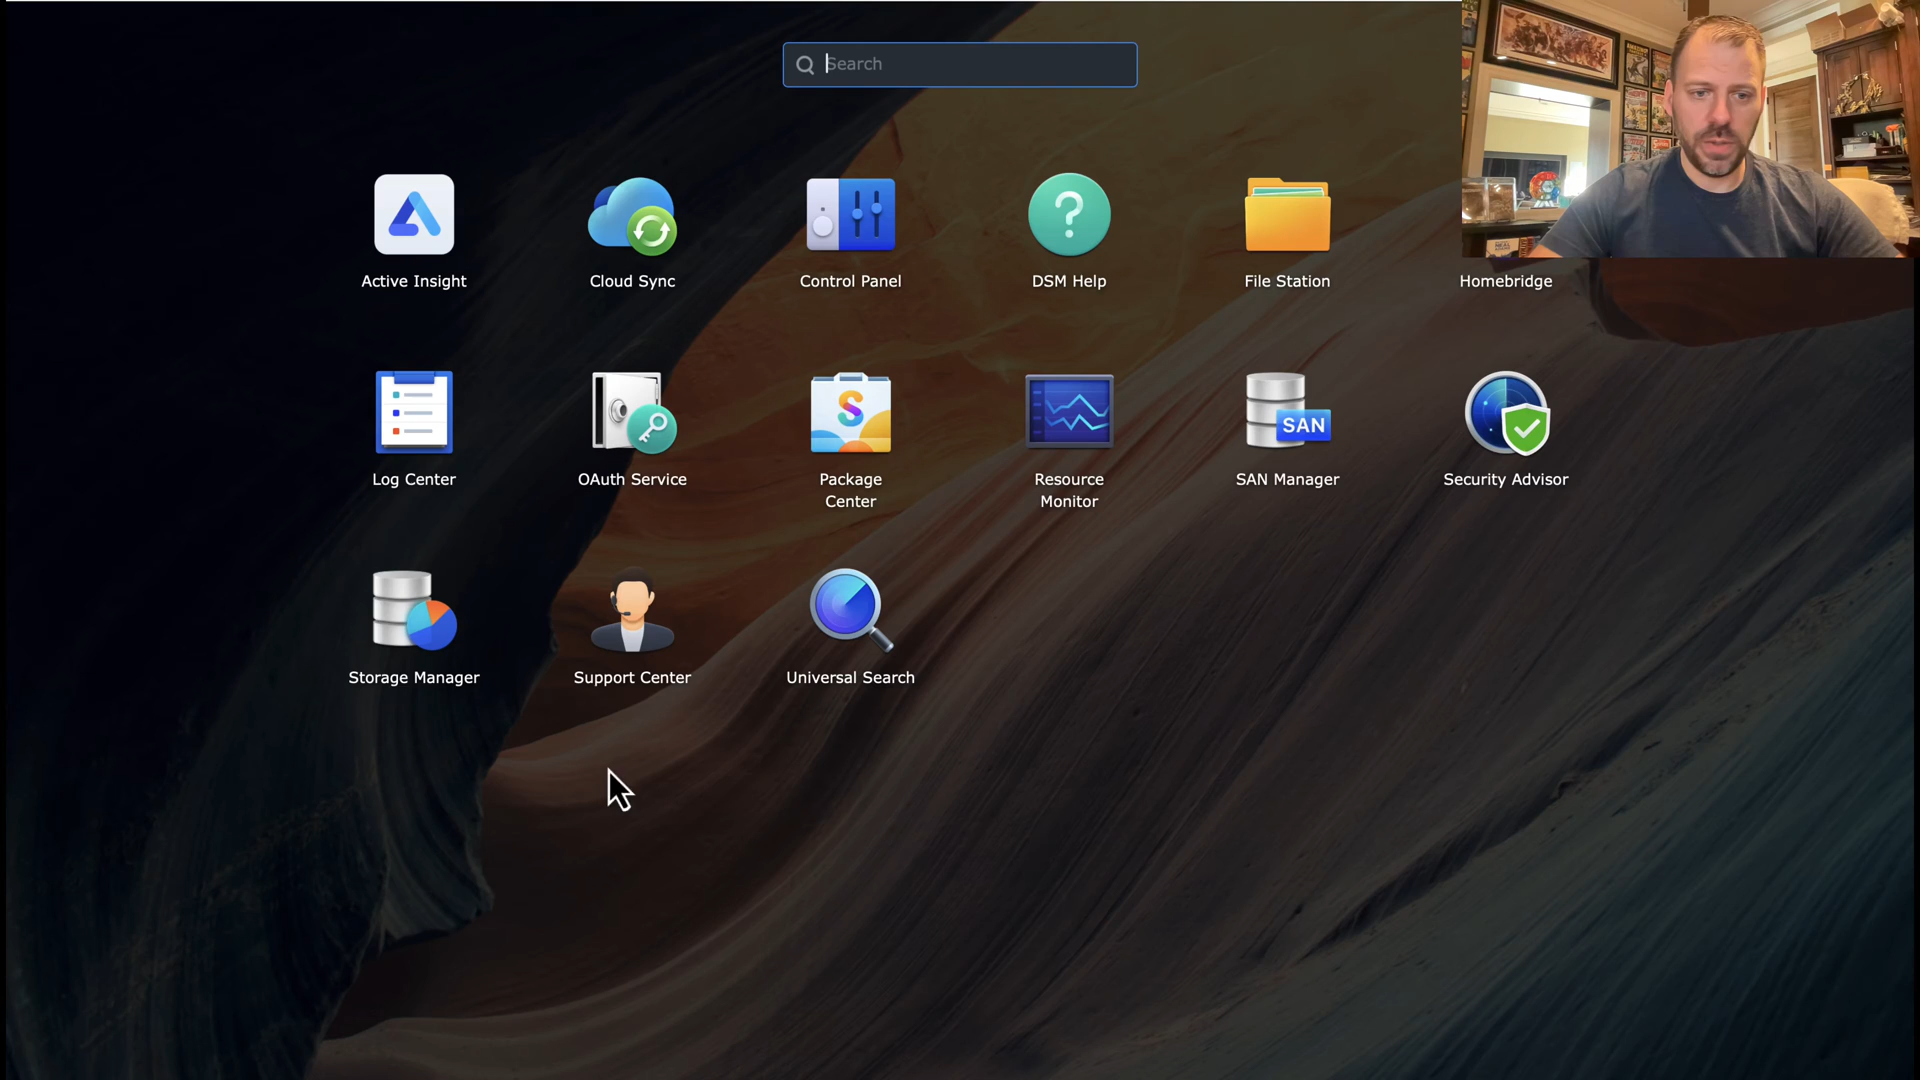 Search
Active Insight
Cloud Sync
Control Panel
DSM Help
File Station
Homebridge
Log Center
OAuth Service
Package
Center
Resource
Monitor
SAN
SAN Manager
Security Advisor
Storage Manager
Support Center
Universal Search